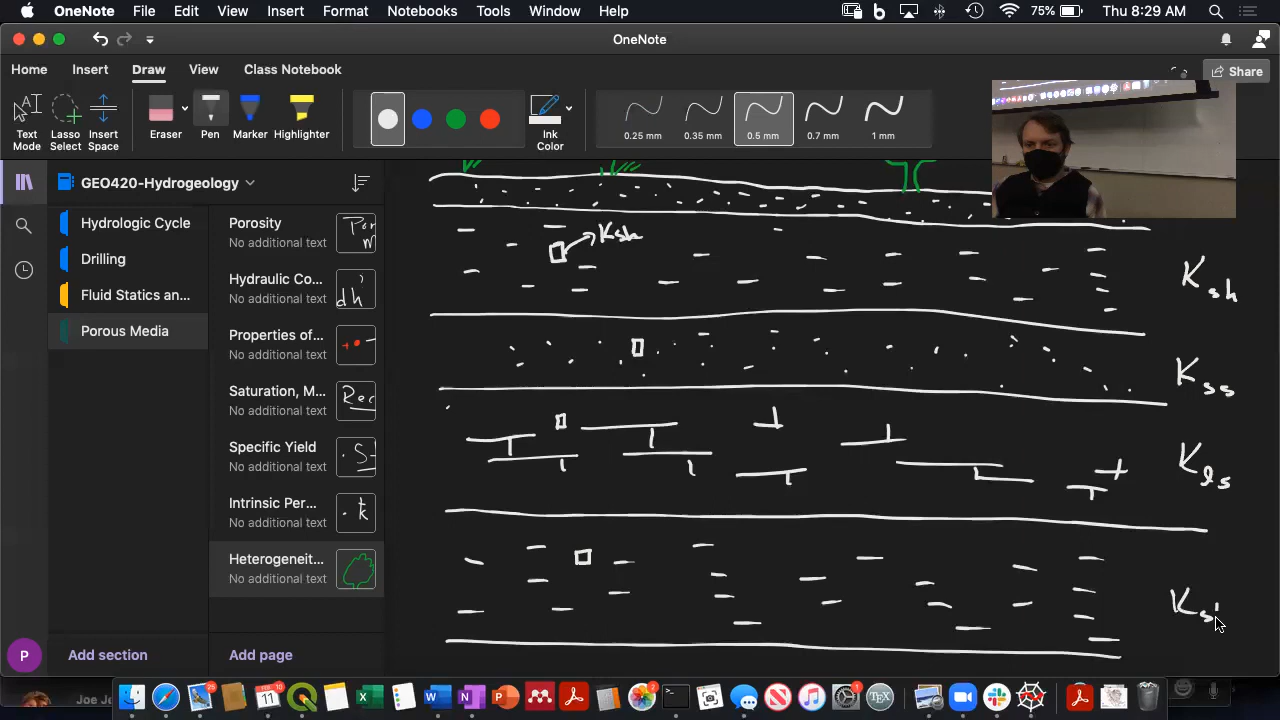 OneNote File Edit View Insert Format Notebooks Tools Window Help 75% Thu 8:29 AM
OneNote
Home Insert Draw View Class Notebook Share
Text Mode Lasso Select Insert Space Eraser Pen Marker Highlighter Ink Color 0.25 mm 0.35 mm 0.5 mm 0.7 mm 1 mm
GEO420-Hydrogeology
Hydrologic Cycle
Drilling
Fluid Statics an...
Porous Media
Porosity
No additional text
Hydraulic Co...
No additional text
Properties of...
No additional text
Saturation, M...
No additional text
Specific Yield
No additional text
Intrinsic Per...
No additional text
Heterogeneit...
No additional text
Ksh
Ksh
Kss
Kls
Ksi
P Add section Add page